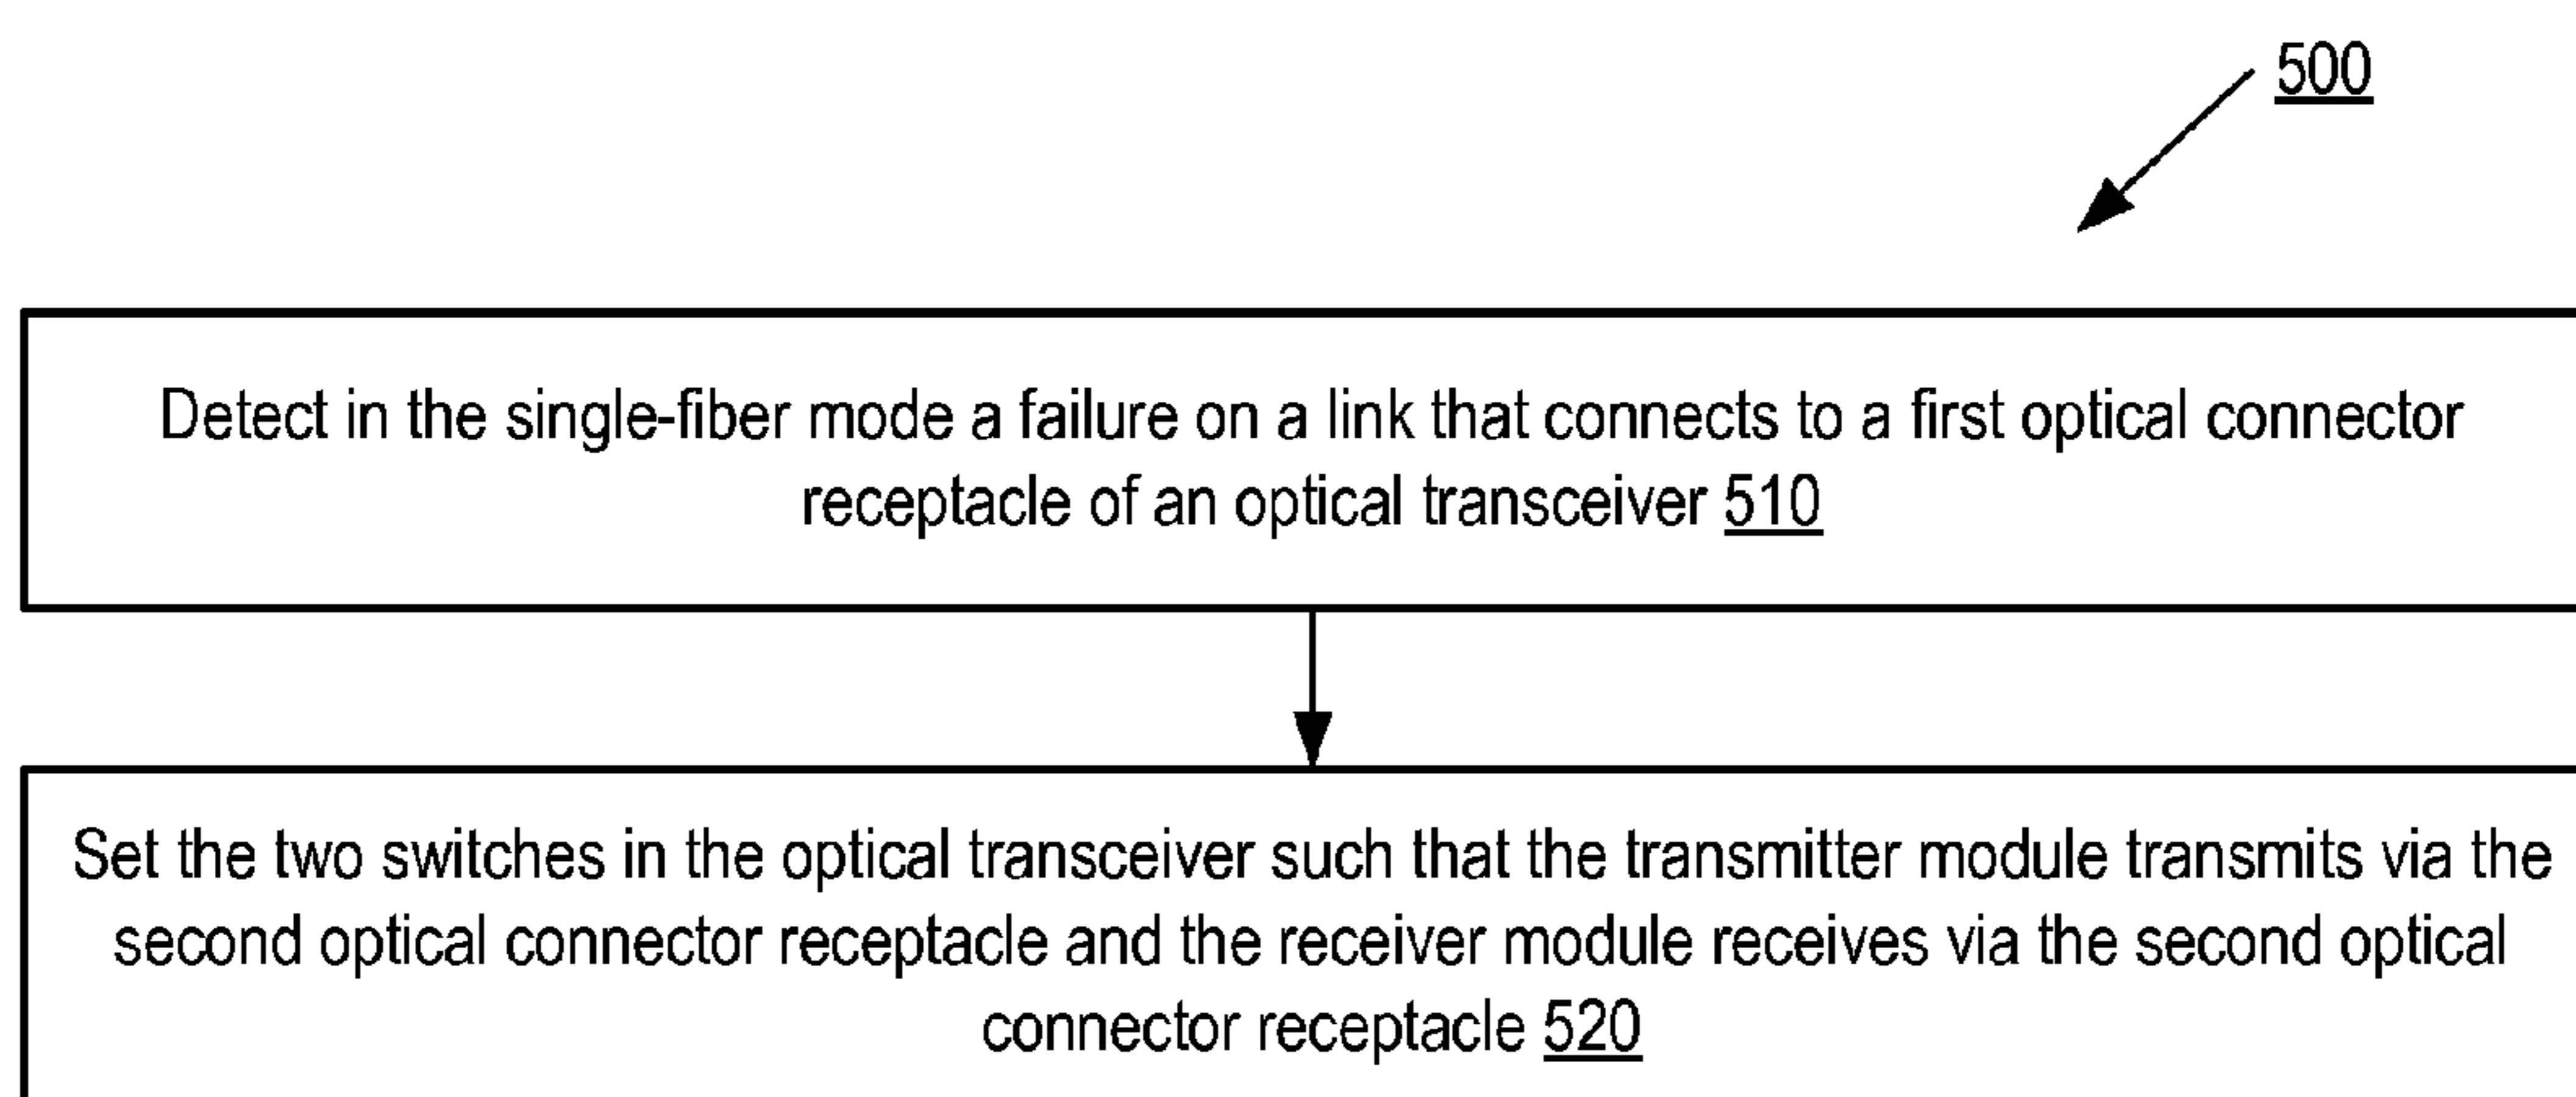 500
Detect in the single-fiber mode a failure on a link that connects to a first optical connector
receptacle of an optical transceiver 510
Set the two switches in the optical transceiver such that the transmitter module transmits via the
second optical connector receptacle and the receiver module receives via the second optical
connector receptacle 520